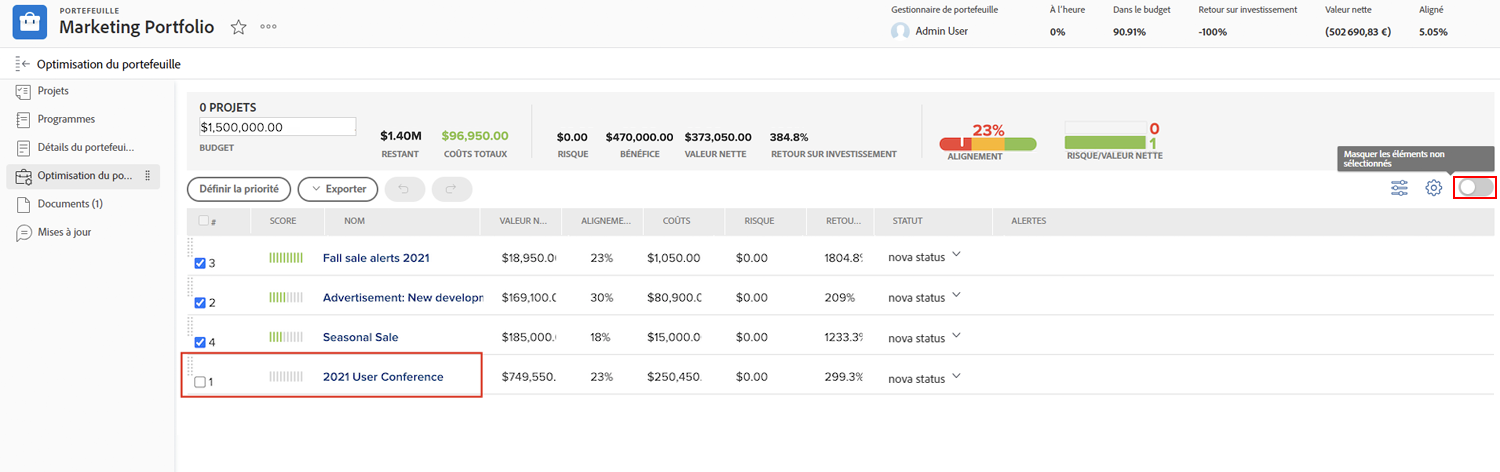 PORTEFEUILLE
Marketing Portfolio
Gestionnaire de portefeuille
Admin User
À l'heure
0%
Dans le budget
90.91%
Retour sur investissement
-100%
Valeur nette
(502 690,83 €)
Aligné
5.05%
Optimisation du portefeuille
Projets
Programmes
Détails du portefeui...
Optimisation du po...
Documents (1)
Mises à jour
0 PROJETS
$1,500,000.00
BUDGET
$1.40M
RESTANT
$96,950.00
COÛTS TOTAUX
$0.00
RISQUE
$470,000.00
BÉNÉFICE
$373,050.00
VALEUR NETTE
384.8%
RETOUR SUR INVESTISSEMENT
23%
ALIGNEMENT
0
1
RISQUE/VALEUR NETTE
Masquer les éléments non
sélectionnés
Définir la priorité
Exporter
# SCORE NOM VALEUR N... ALIGNEME... COÛTS RISQUE RETOU... STATUT ALERTES
3 Fall sale alerts 2021 $18,950.0 23% $1,050.00 $0.00 1804.8% nova status
2 Advertisement: New developm $169,100.0 30% $80,900.0 $0.00 209% nova status
4 Seasonal Sale $185,000. 18% $15,000.0 $0.00 1233.3% nova status
1 2021 User Conference $749,550. 23% $250,450. $0.00 299.3% nova status